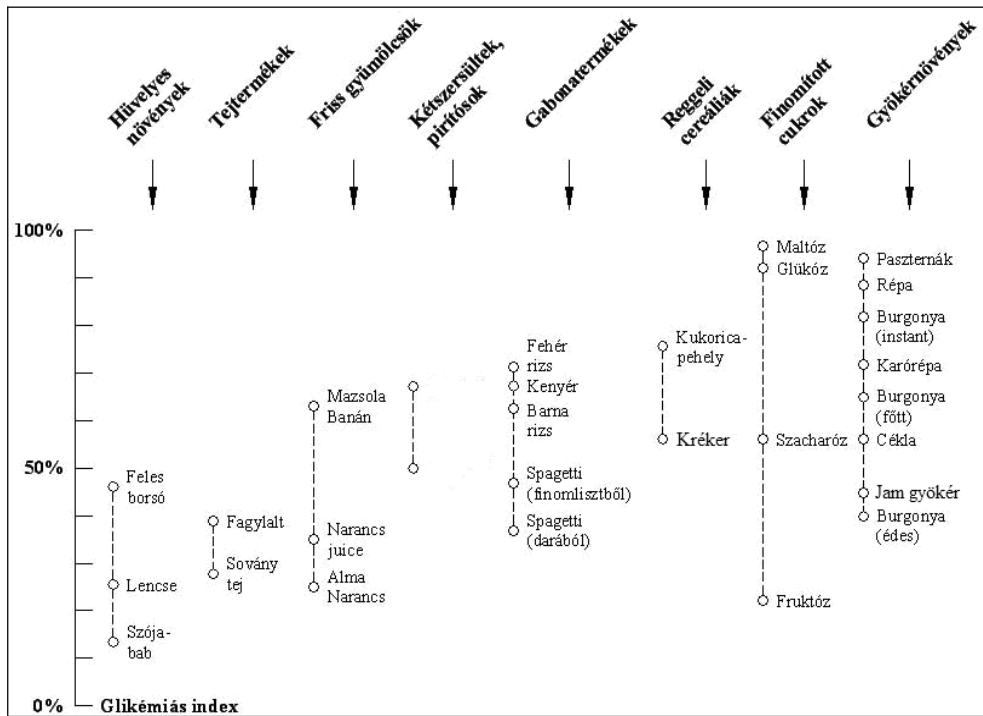 Hüvelyes
növények
Tejtermékek
Friss gyümölcsök
Kétszersültek,
pirítósok
Gabonatermékek
Reggeli
cereáliák
Finomított
cukrok
Gyökérnövények
100%
50%
0%
Glikémiás index
Feles
borsó
Lencse
Szója-
bab
Fagylalt
Sovány
tej
Mazsola
Banán
Narancs
juice
Alma
Narancs
Fehér
rizs
Kenyér
Barna
rizs
Spagetti
(finomlisztből)
Spagetti
(darából)
Kukorica-
pehely
Kréker
Maltóz
Glükóz
Szacharóz
Fruktóz
Paszternák
Répa
Burgonya
(instant)
Karórépa
Burgonya
(főtt)
Cékla
Jam gyökér
Burgonya
(édes)